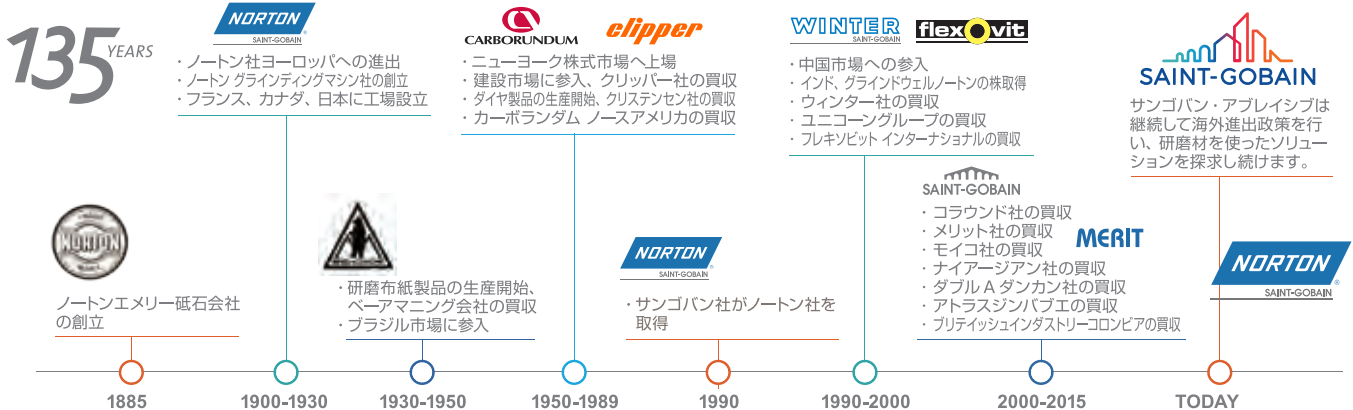 135 YEARS
NORTON
SAINT-GOBAIN
・ノートン社ヨーロッパへの進出
・ノートン グラインディングマシン社の創立
・フランス、カナダ、日本に工場設立
CARBORUNDUM
clipper
・ニューヨーク株式市場へ上場
・建設市場に参入、クリッパー社の買収
・ダイヤ製品の生産開始、クリステンセン社の買収
・カーボランダム ノースアメリカの買収
WINTER
SAINT-GOBAIN
flexovit
・中国市場への参入
・インド、グラインドウェルノートンの株取得
・ウィンター社の買収
・ユニコーングループの買収
・フレキソビット インターナショナルの買収
SAINT-GOBAIN
サンゴバン・アブレイシブは
継続して海外進出政策を行
い、研磨材を使ったソリュー
ションを探求し続けます。
NORTON
ノートンエメリー砥石会社
の創立
・研磨布紙製品の生産開始、
ベーアマニング会社の買収
・ブラジル市場に参入
NORTON
SAINT-GOBAIN
・サンゴバン社がノートン社を
取得
SAINT-GOBAIN
・コラウンド社の買収
・メリット社の買収
・モイコ社の買収
・ナイアージアン社の買収
・ダブル A ダンカン社の買収
・アトラスジンバブエの買収
・ブリテイッシュインダストリーコロンビアの買収
MERIT
NORTON
SAINT-GOBAIN
1885
1900-1930
1930-1950
1950-1989
1990
1990-2000
2000-2015
TODAY